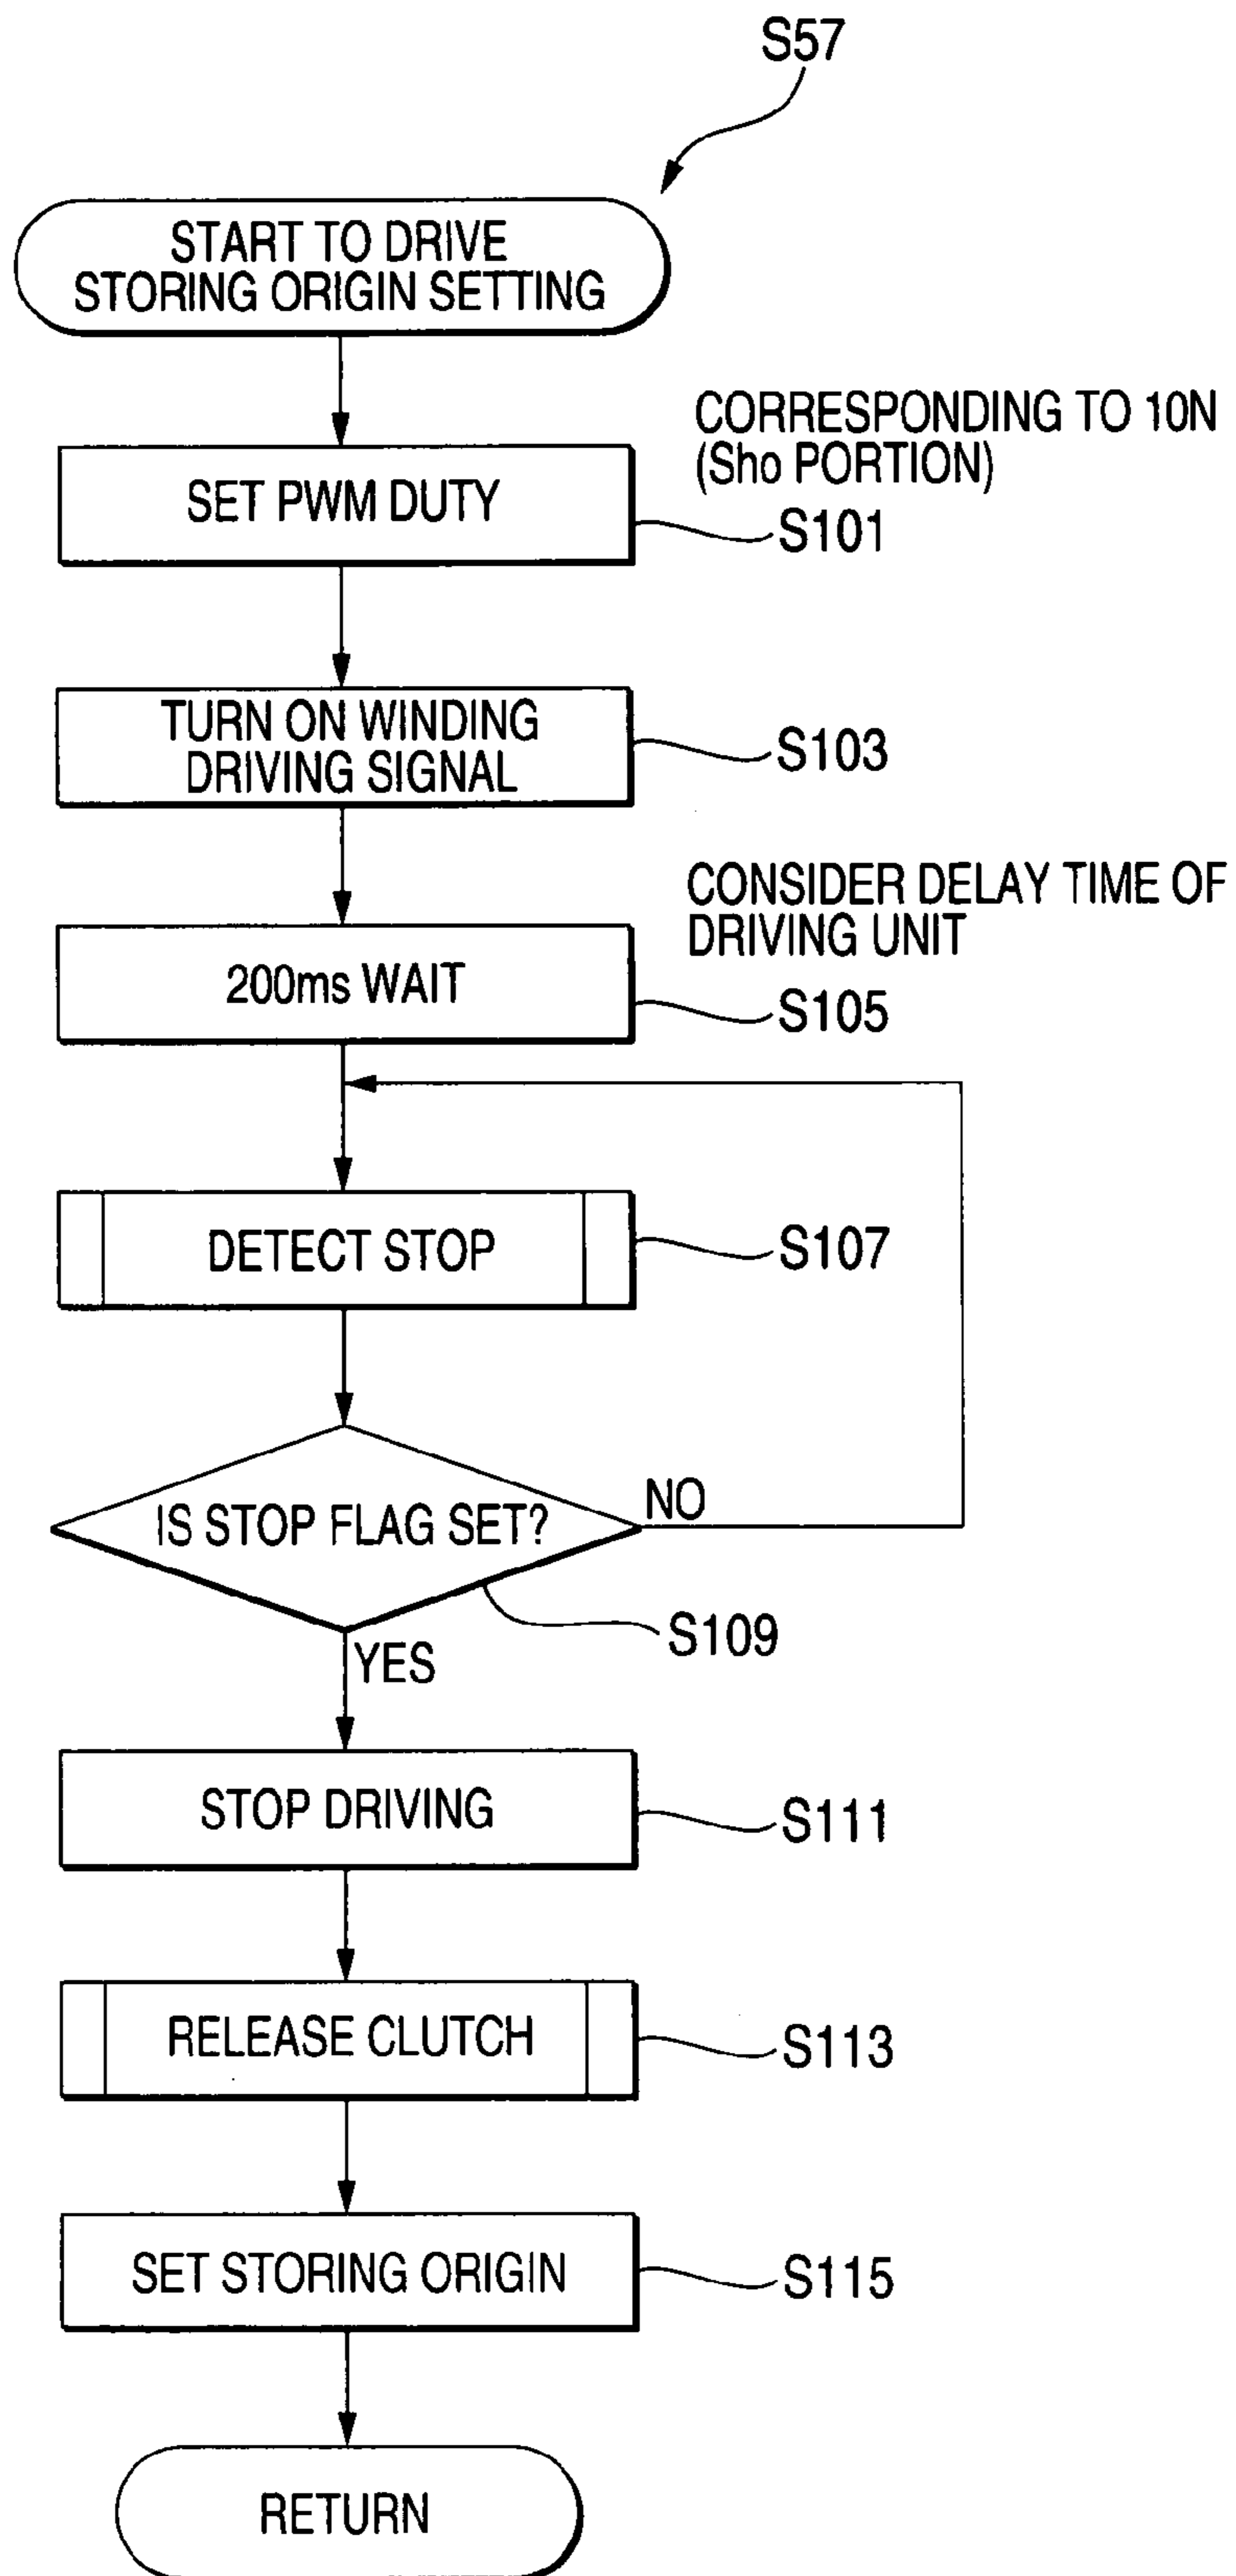 S57
START TO DRIVE
STORING ORIGIN SETTING
CORRESPONDING TO 10N
(Sho PORTION)
SET PWM DUTY
S101
TURN ON WINDING
DRIVING SIGNAL
S103
CONSIDER DELAY TIME OF
DRIVING UNIT
200ms WAIT
S105
DETECT STOP
S107
IS STOP FLAG SET?
NO
S109
YES
STOP DRIVING
S111
RELEASE CLUTCH
S113
SET STORING ORIGIN
S115
RETURN